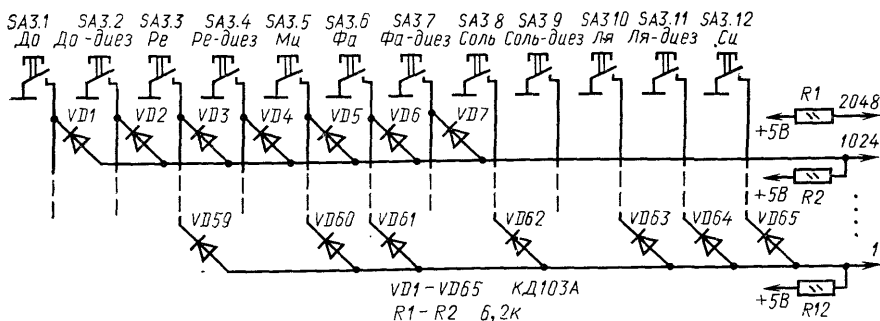 SA3.1 SA3.2 SA3.3 SA3.4 SA3.5 SA3.6 SA3.7 SA3 8 SA3 9 SA3 10 SA3.11 SA3.12
До До-диез Ре Ре-диез Ми Фа Фа-диез Соль Соль-диез Ля Ля-диез Си
R1
VD1 VD2 VD3 VD4 VD5 VD6 VD7 2048
+5В
1024
+5В R2
VD59 VD60 VD61 VD62 VD63 VD64 VD65
1
VD1-VD65 КД103А
+5В R12
R1-R2 6,2к